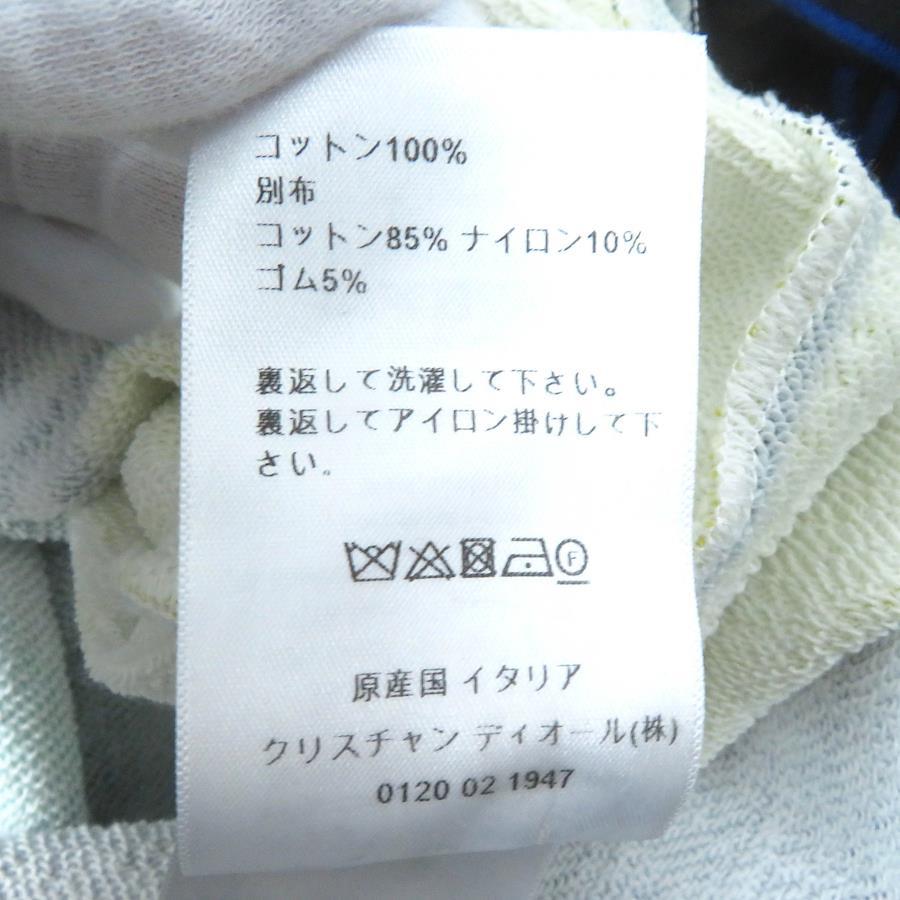 コットン100%
別布
コットン85% ナイロン10%
ゴム5%
裏返して洗濯して下さい。
裏返してアイロン掛けして下
さい。
F
原産国 イタリア
クリスチャン ディオール(株)
0120 02 1947